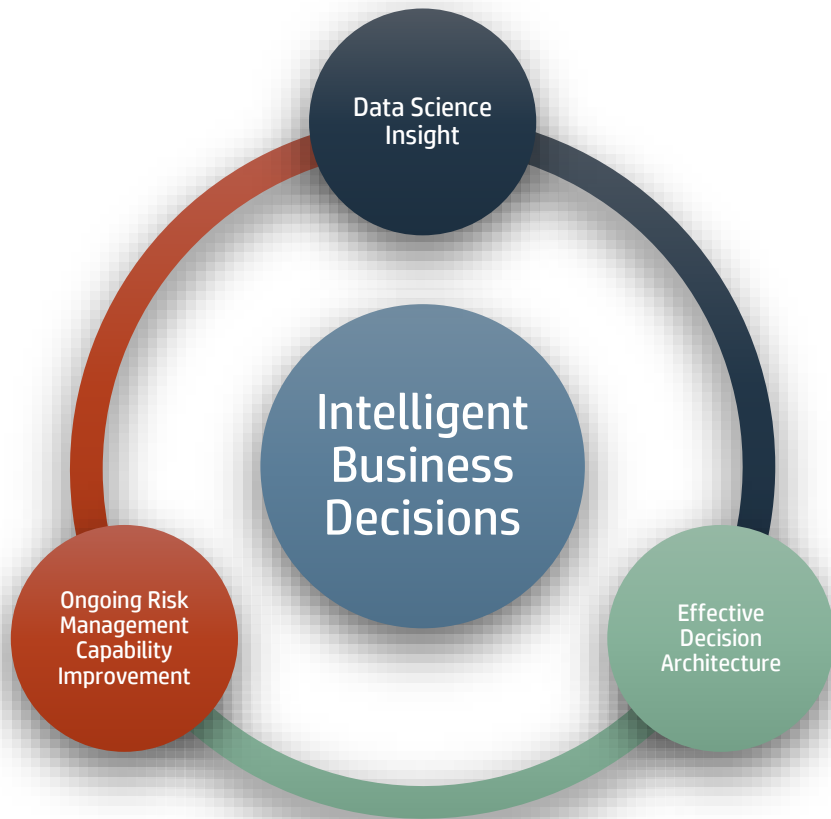 Data Science
Insight
Intelligent
Business
Decisions
Ongoing Risk
Management
Capability
Improvement
Effective
Decision
Architecture